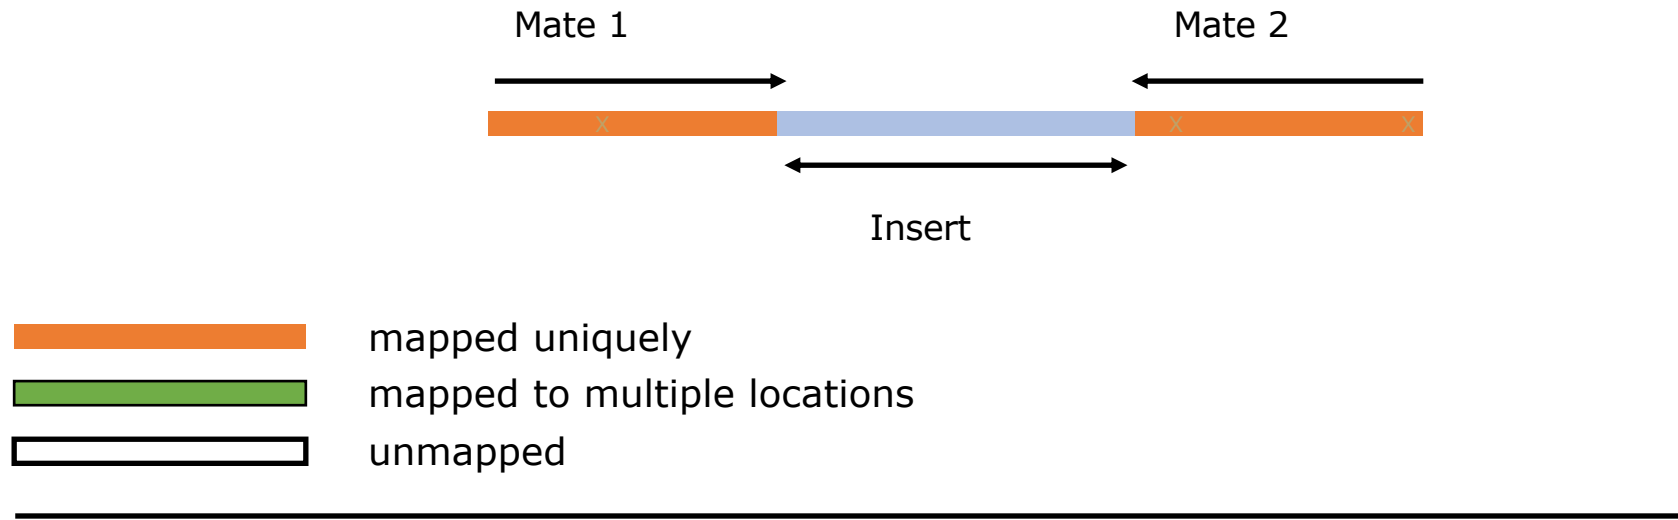 Mate 1 Mate 2
x x x
Insert
mapped uniquely
mapped to multiple locations
unmapped